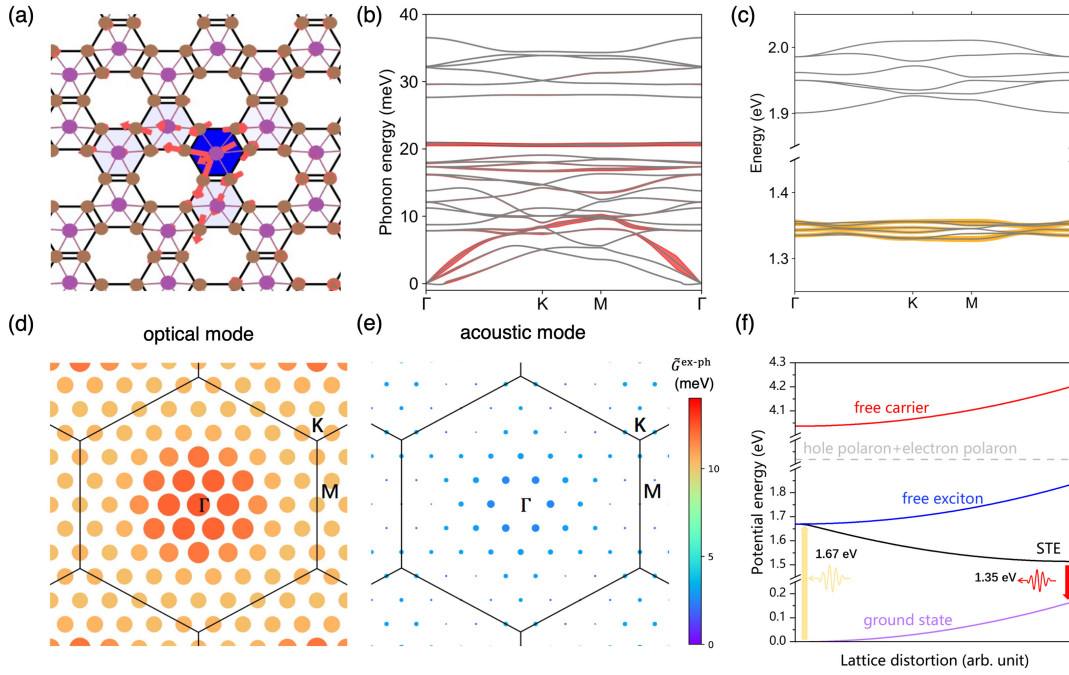 (a)
(b)
(c)
Phonon energy (meV)
40
30
20
10
0
Γ
K
M
Γ
Energy (eV)
2.0
1.9
1.4
1.3
Γ
K
M
(d)
optical mode
K
M
Γ
(e)
acoustic mode
K
M
Γ
G̃ᵉˣ⁻ᵖʰ
(meV)
10
5
0
(f)
Potential energy (eV)
4.3
4.2
4.1
1.8
1.7
1.6
1.5
0.2
0.1
0.0
free carrier
hole polaron+electron polaron
free exciton
STE
1.67 eV
1.35 eV
ground state
Lattice distortion (arb. unit)